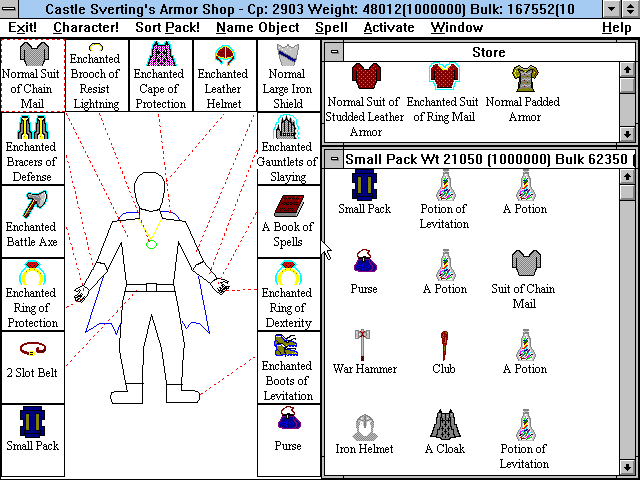 Castle Sverting's Armor Shop - Cp: 2903 Weight: 48012(1000000) Bulk: 167552(10
Exit! Character! Sort Pack! Name Object Spell Activate Window Help
Normal Suit
of Chain
Mail
Enchanted
Brooch of
Resist
Lightning
Enchanted
Cape of
Protection
Enchanted
Leather
Helmet
Normal
Large Iron
Shield
Enchanted
Bracers of
Defense
Enchanted
Gauntlets of
Slaying
Enchanted
Battle Axe
A Book of
Spells
Enchanted
Ring of
Protection
Enchanted
Ring of
Dexterity
2 Slot Belt
Enchanted
Boots of
Levitation
Small Pack
Purse
Store
Normal Suit of
Studded Leather
Armor
Enchanted Suit
of Ring Mail
Normal Padded
Armor
Small Pack Wt 21050 (1000000) Bulk 62350 (
Small Pack
Potion of
Levitation
A Potion
Purse
A Potion
Suit of Chain
Mail
War Hammer
Club
A Potion
Iron Helmet
A Cloak
Potion of
Levitation